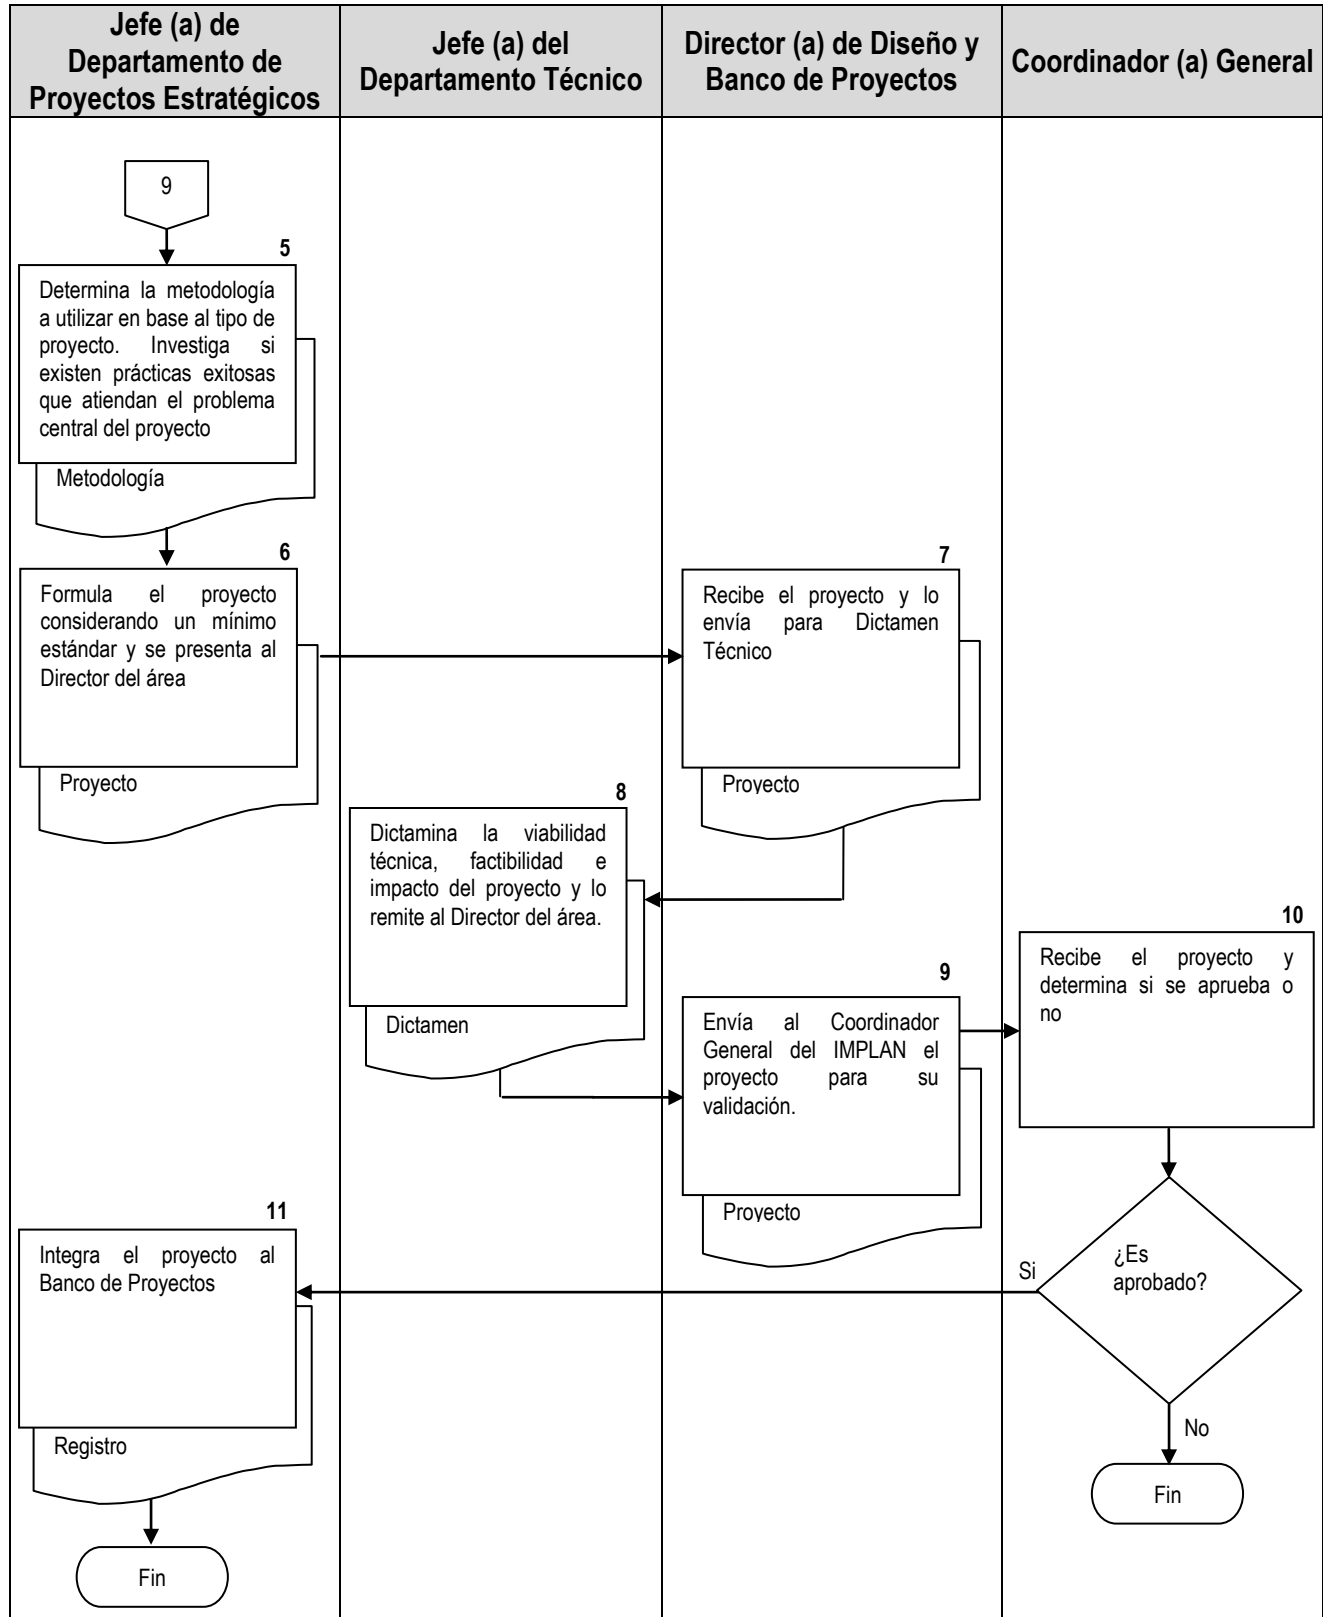 Jefe (a) de
Departamento de
Proyectos Estratégicos
Jefe (a) del
Departamento Técnico
Director (a) de Diseño y
Banco de Proyectos
Coordinador (a) General
9
5
Determina la metodología
a utilizar en base al tipo de
proyecto. Investiga si
existen prácticas exitosas
que atiendan el problema
central del proyecto
Metodología
6
Formula el proyecto
considerando un mínimo
estándar y se presenta al
Director del área
Proyecto
7
Recibe el proyecto y lo
envía para Dictamen
Técnico
Proyecto
8
Dictamina la viabilidad
técnica, factibilidad e
impacto del proyecto y lo
remite al Director del área.
Dictamen
9
Envía al Coordinador
General del IMPLAN el
proyecto para su
validación.
Proyecto
10
Recibe el proyecto y
determina si se aprueba o
no
¿Es
aprobado?
Si
No
Fin
11
Integra el proyecto al
Banco de Proyectos
Registro
Fin